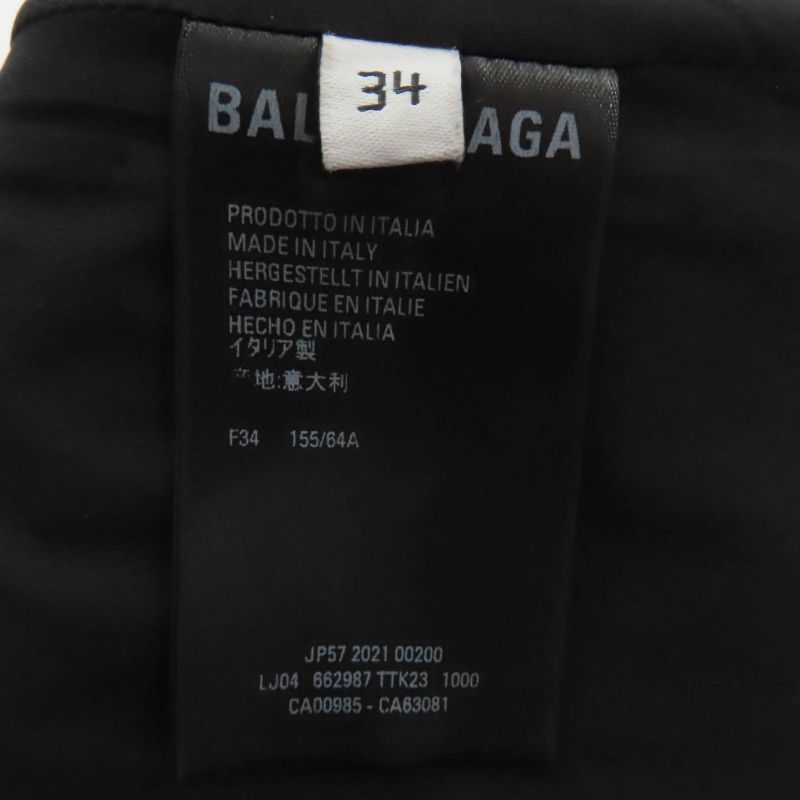 34
BAL AGA
PRODOTTO IN ITALIA
MADE IN ITALY
HERGESTELLT IN ITALIEN
FABRIQUE EN ITALIE
HECHO EN ITALIA
イタリア製
产地:意大利
F34 155/64A
JP57 2021 00200
LJ04 662987 TTK23 1000
CA00985 - CA63081